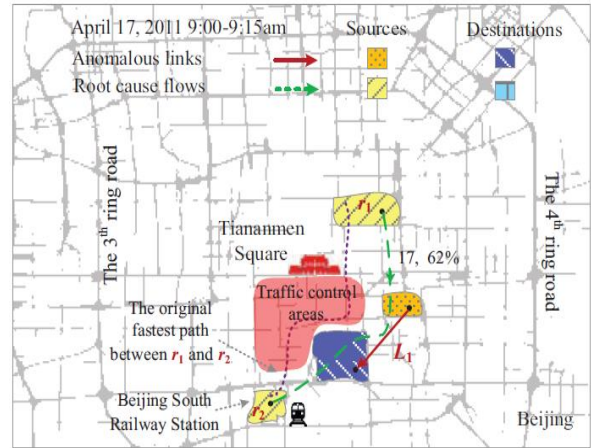 April 17, 2011 9:00-9:15am
Sources
Destinations
Anomalous links
Root cause flows
The 3th ring road
The 4th ring road
r1
Tiananmen
Square
17, 62%
Traffic control
areas
The original
fastest path
between r1 and r2
L1
Beijing South
Railway Station
r2
Beijing